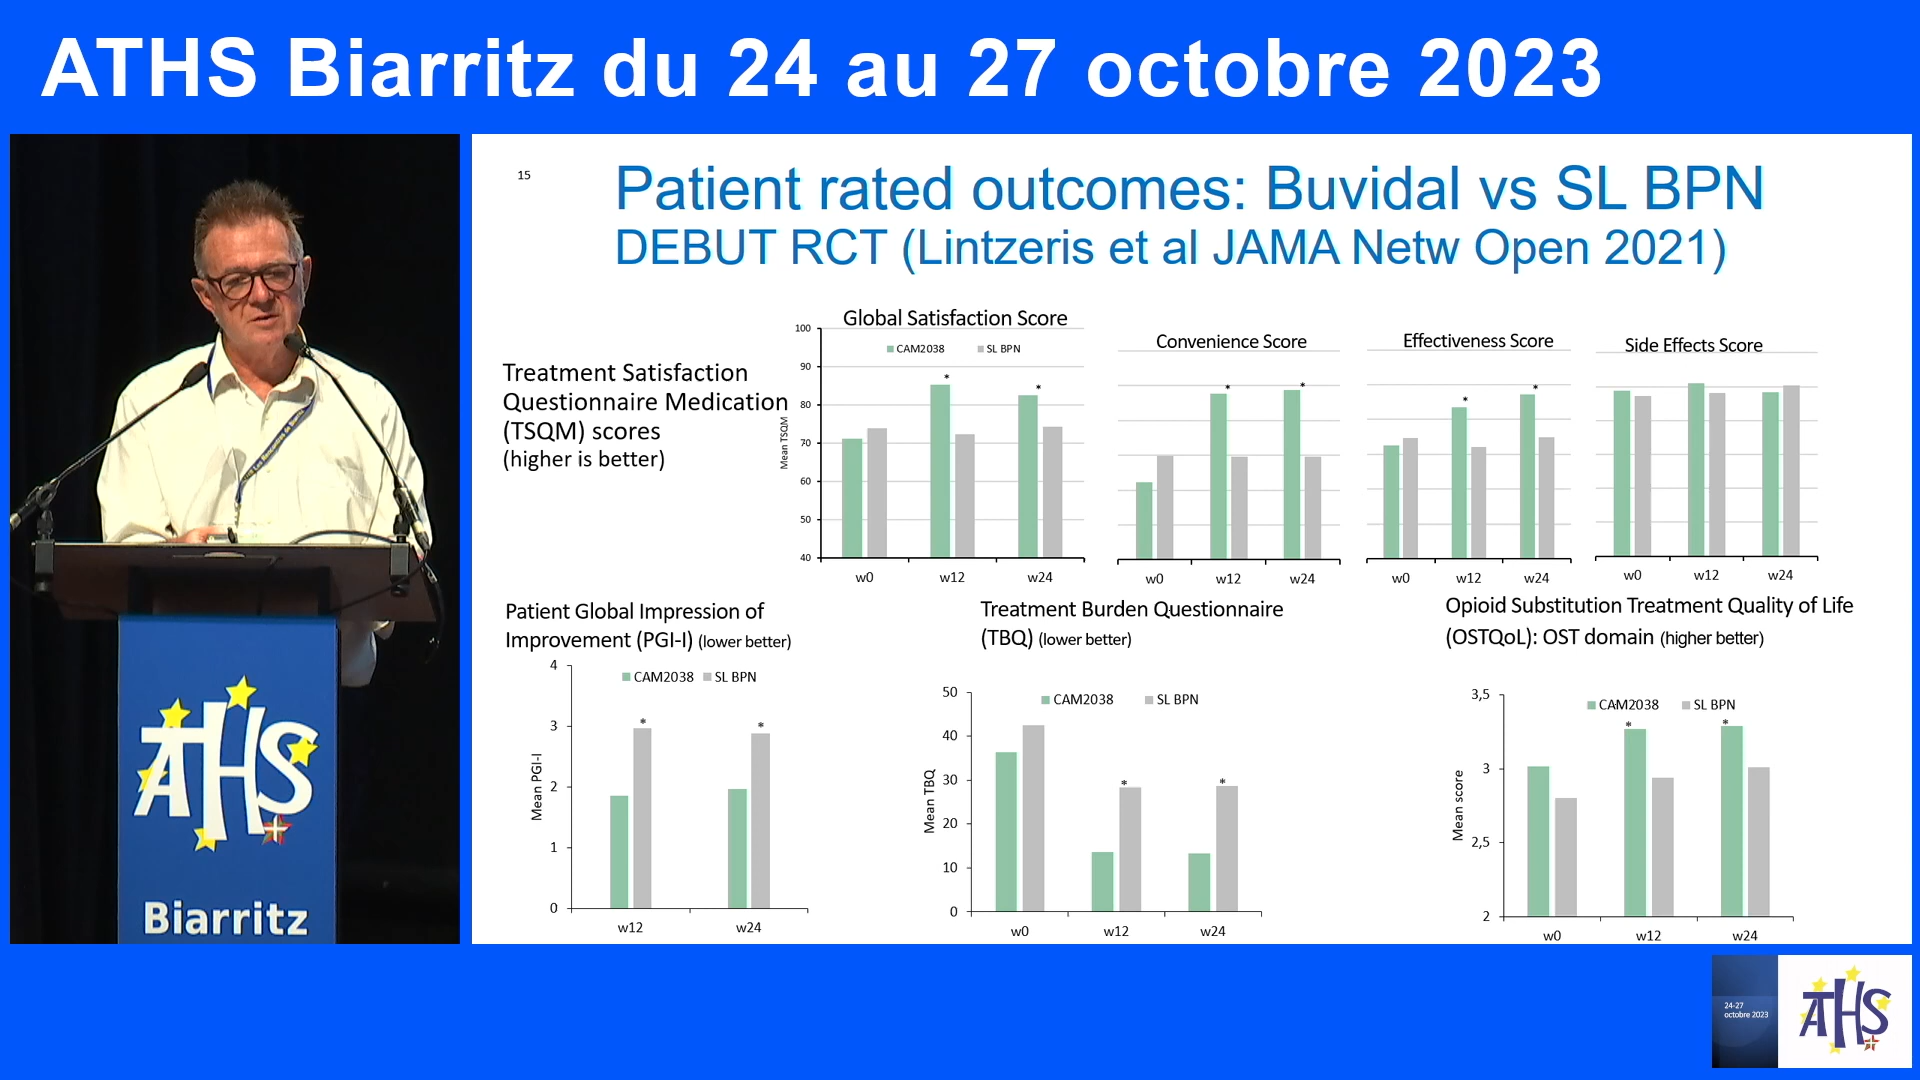 ATHS Biarritz du 24 au 27 octobre 2023
15
Patient rated outcomes: Buvidal vs SL BPN
DEBUT RCT (Lintzeris et al JAMA Netw Open 2021)
Treatment Satisfaction
Questionnaire Medication
(TSQM) scores
(higher is better)
Global Satisfaction Score
CAM2038 SL BPN
Mean TSQM
100
90
80
70
60
50
40
* *
w0 w12 w24
Convenience Score
* *
w0 w12 w24
Effectiveness Score
* *
w0 w12 w24
Side Effects Score
w0 w12 w24
Patient Global Impression of
Improvement (PGI-I) (lower better)
CAM2038 SL BPN
Mean PGI-I
4
3
2
1
0
* *
w12 w24
Treatment Burden Questionnaire
(TBQ) (lower better)
CAM2038 SL BPN
Mean TBQ
50
40
30
20
10
0
* *
w0 w12 w24
Opioid Substitution Treatment Quality of Life
(OSTQoL): OST domain (higher better)
CAM2038 SL BPN
Mean score
3,5
3
2,5
2
* *
w0 w12 w24
ATHS
Biarritz
24-27
octobre 2023
ATHS